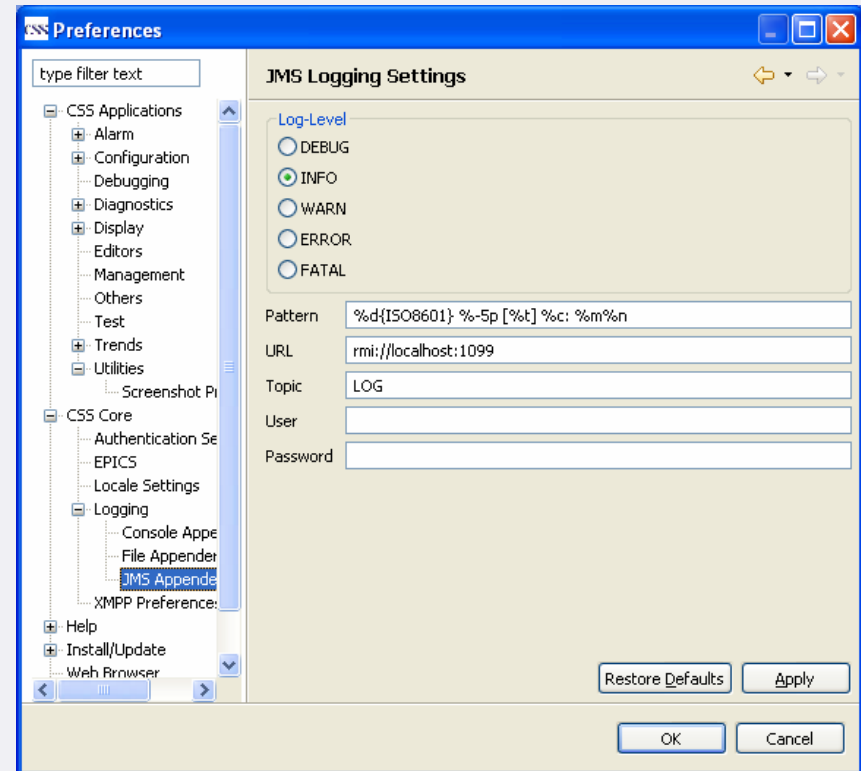 CSS Preferences
type filter text
CSS Applications
Alarm
Configuration
Debugging
Diagnostics
Display
Editors
Management
Others
Test
Trends
Utilities
Screenshot Pr
CSS Core
Authentication Se
EPICS
Locale Settings
Logging
Console Appe
File Appender
JMS Appende
XMPP Preferences
Help
Install/Update
Web Browser
JMS Logging Settings
Log-Level
DEBUG
INFO
WARN
ERROR
FATAL
Pattern %d{ISO8601} %-5p [%t] %c: %m%n
URL rmi://localhost:1099
Topic LOG
User
Password
Restore Defaults Apply
OK Cancel